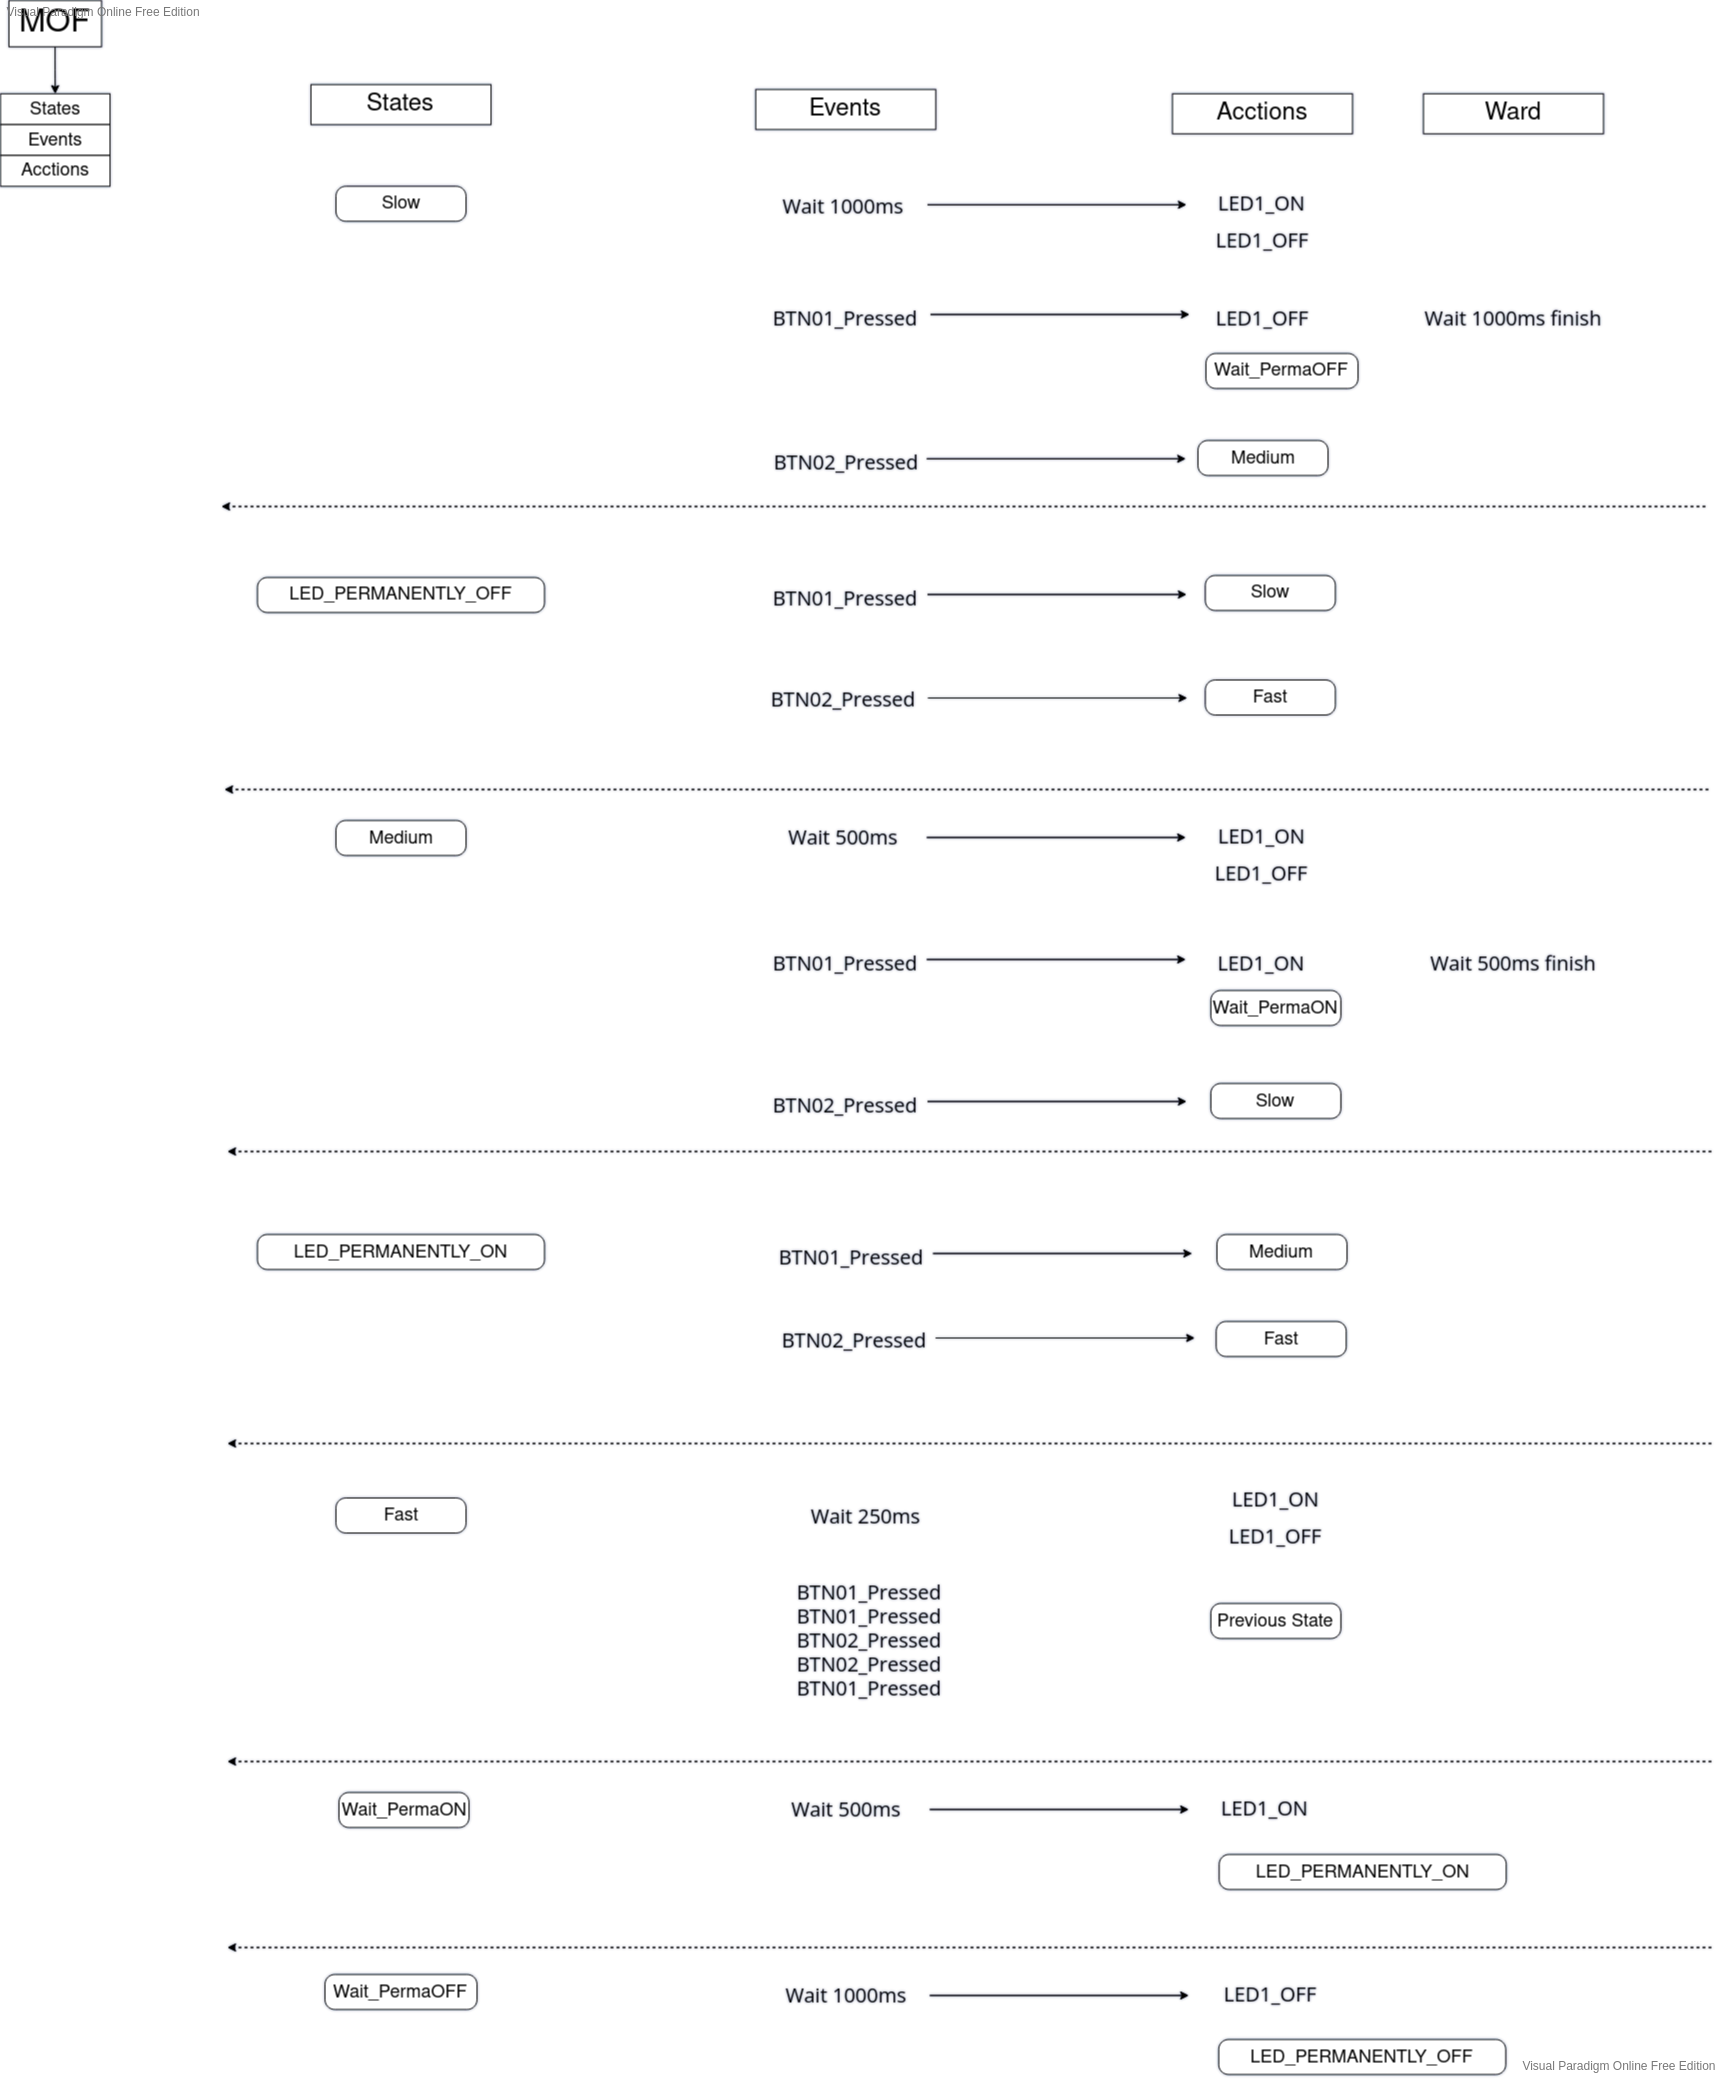 Visual Paradigm Online Free Edition
MOF
States
Events
Acctions
States
Events
Acctions
Ward
Slow
Wait 1000ms
LED1_ON
LED1_OFF
BTN01_Pressed
LED1_OFF
Wait 1000ms finish
Wait_PermaOFF
BTN02_Pressed
Medium
LED_PERMANENTLY_OFF
BTN01_Pressed
Slow
BTN02_Pressed
Fast
Medium
Wait 500ms
LED1_ON
LED1_OFF
BTN01_Pressed
LED1_ON
Wait 500ms finish
Wait_PermaON
BTN02_Pressed
Slow
LED_PERMANENTLY_ON
BTN01_Pressed
Medium
BTN02_Pressed
Fast
Fast
Wait 250ms
LED1_ON
LED1_OFF
BTN01_Pressed
BTN01_Pressed
BTN02_Pressed
BTN02_Pressed
BTN01_Pressed
Previous State
Wait_PermaON
Wait 500ms
LED1_ON
LED_PERMANENTLY_ON
Wait_PermaOFF
Wait 1000ms
LED1_OFF
LED_PERMANENTLY_OFF
Visual Paradigm Online Free Edition